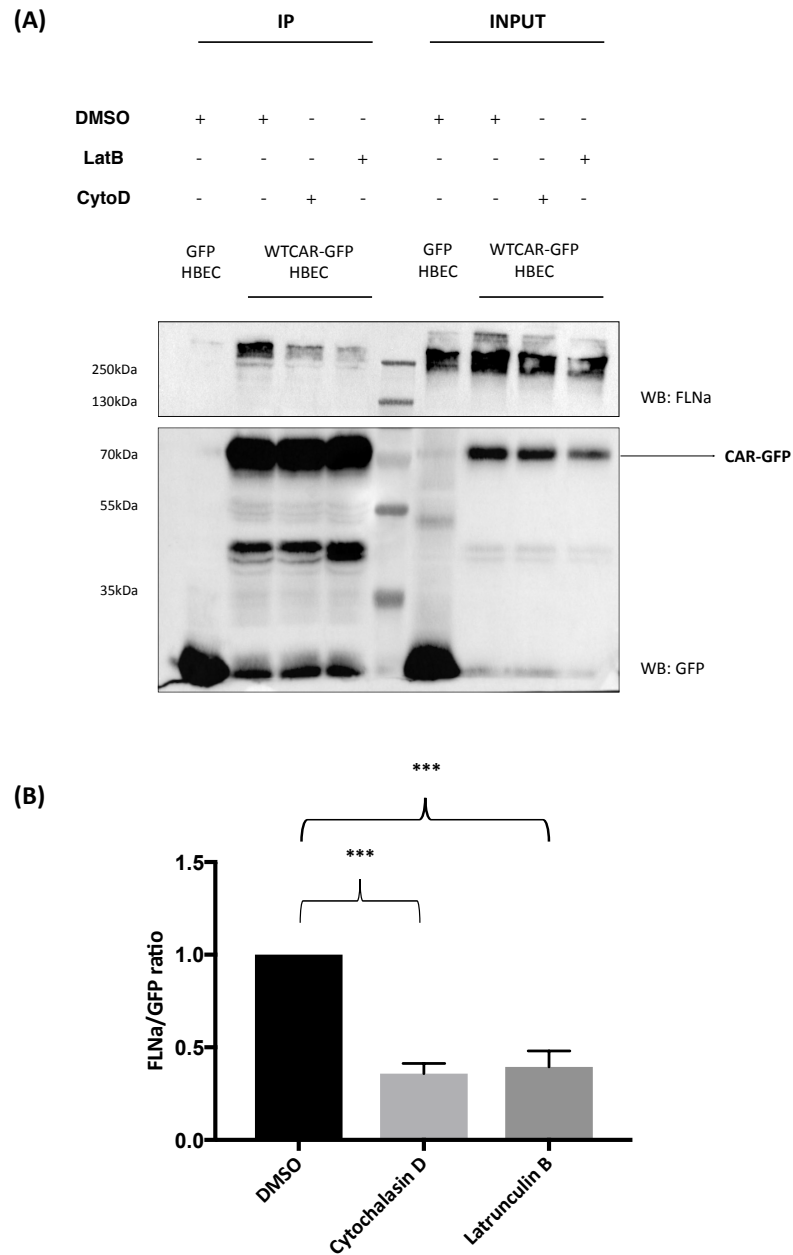 (A)
IP INPUT
DMSO + + - - + + - -
LatB - - - + - - - +
CytoD - - + - - - + -
GFP WTCAR-GFP GFP WTCAR-GFP
HBEC HBEC HBEC HBEC
250kDa
130kDa
WB: FLNa
70kDa
CAR-GFP
55kDa
35kDa
WB: GFP
(B)
***
***
1.5
1.0
0.5
0.0
FLNa/GFP ratio
DMSO
Cytochalasin D
Latrunculin B